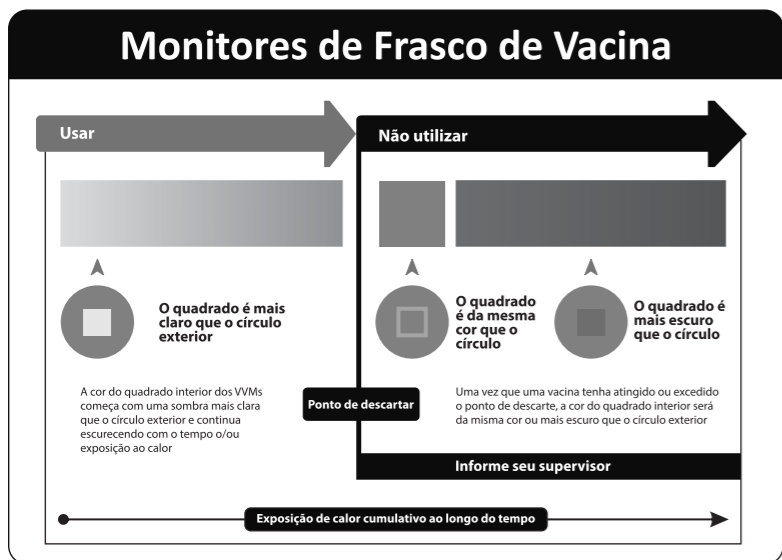 Monitores de Frasco de Vacina
Usar
Não utilizar
O quadrado é mais
claro que o círculo
exterior
O quadrado
é da mesma
cor que o
círculo
O quadrado é
mais escuro
que o círculo
A cor do quadrado interior dos VVMs
começa com uma sombra mais clara
que o círculo exterior e continua
escurecendo com o tempo o/ou
exposição ao calor
Ponto de descartar
Uma vez que uma vacina tenha atingido ou excedido
o ponto de descarte, a cor do quadrado interior será
da misma cor ou mais escuro que o círculo exterior
Informe seu supervisor
Exposição de calor cumulativo ao longo do tempo